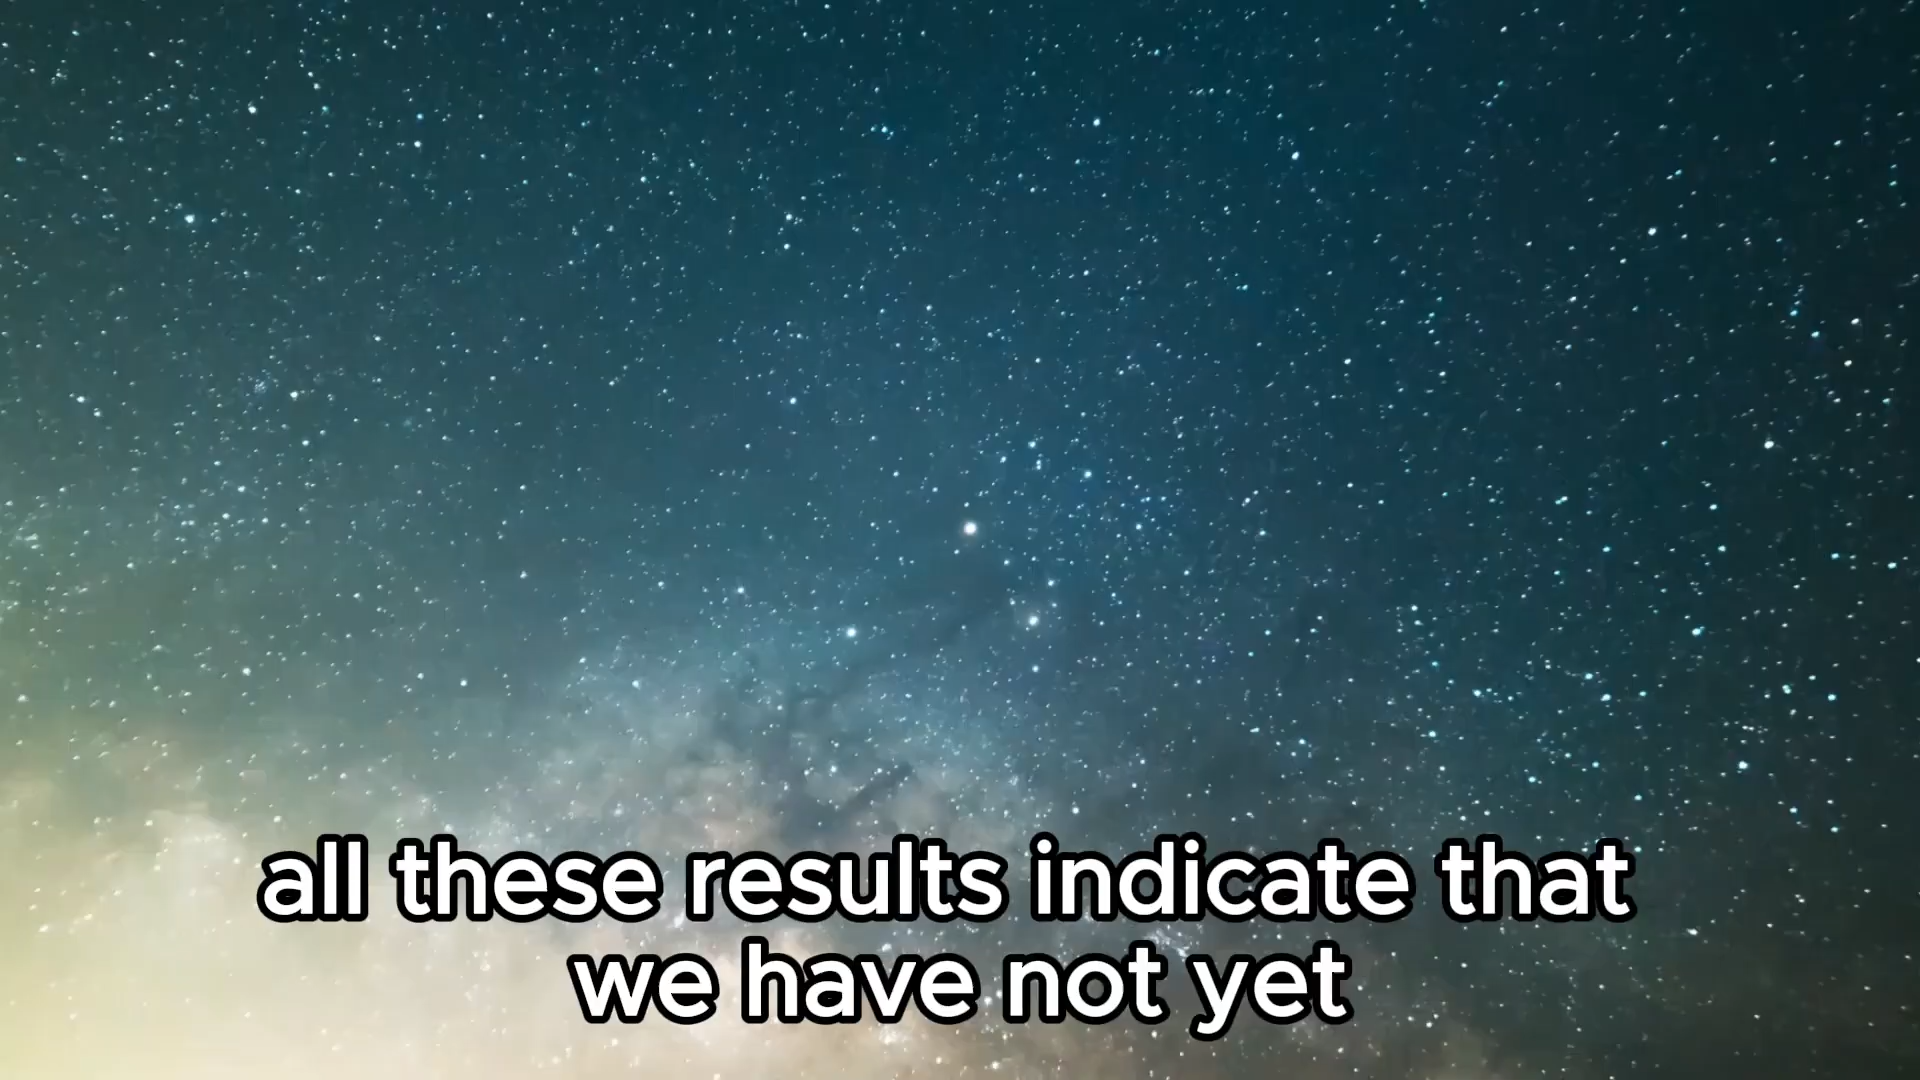 all these results indicate that
we have not yet